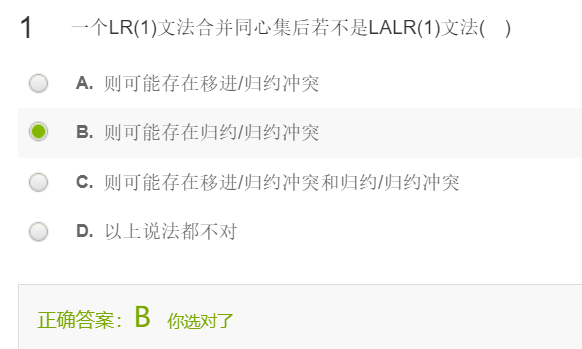 1 一个LR(1)文法合并同心集后若不是LALR(1)文法( )
A. 则可能存在移进/归约冲突
B. 则可能存在归约/归约冲突
C. 则可能存在移进/归约冲突和归约/归约冲突
D. 以上说法都不对
正确答案：B 你选对了